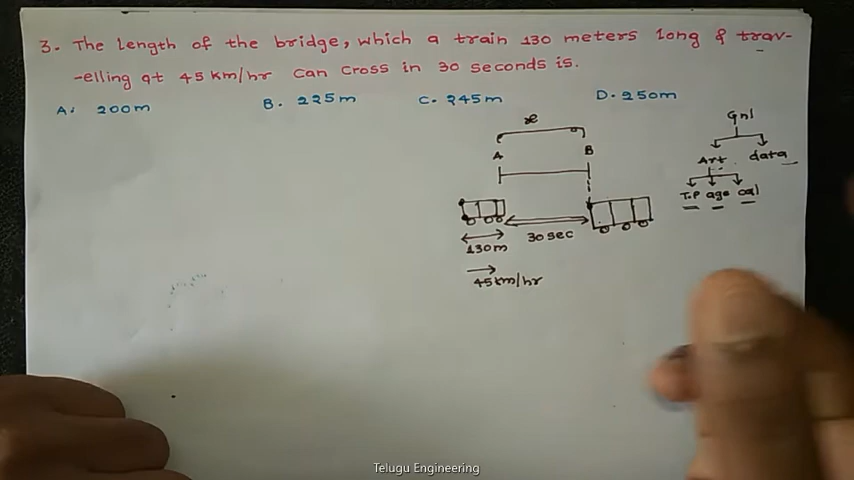 3. The length of the bridge, which a train 130 meters long & trav-
-elling at 45 km/hr can cross in 30 seconds is.
A: 200m B. 225m C. 245m D. 250m
x
Gnl
A B
Art data
T.P age cal
130m 30 sec
45km/hr
Telugu Engineering